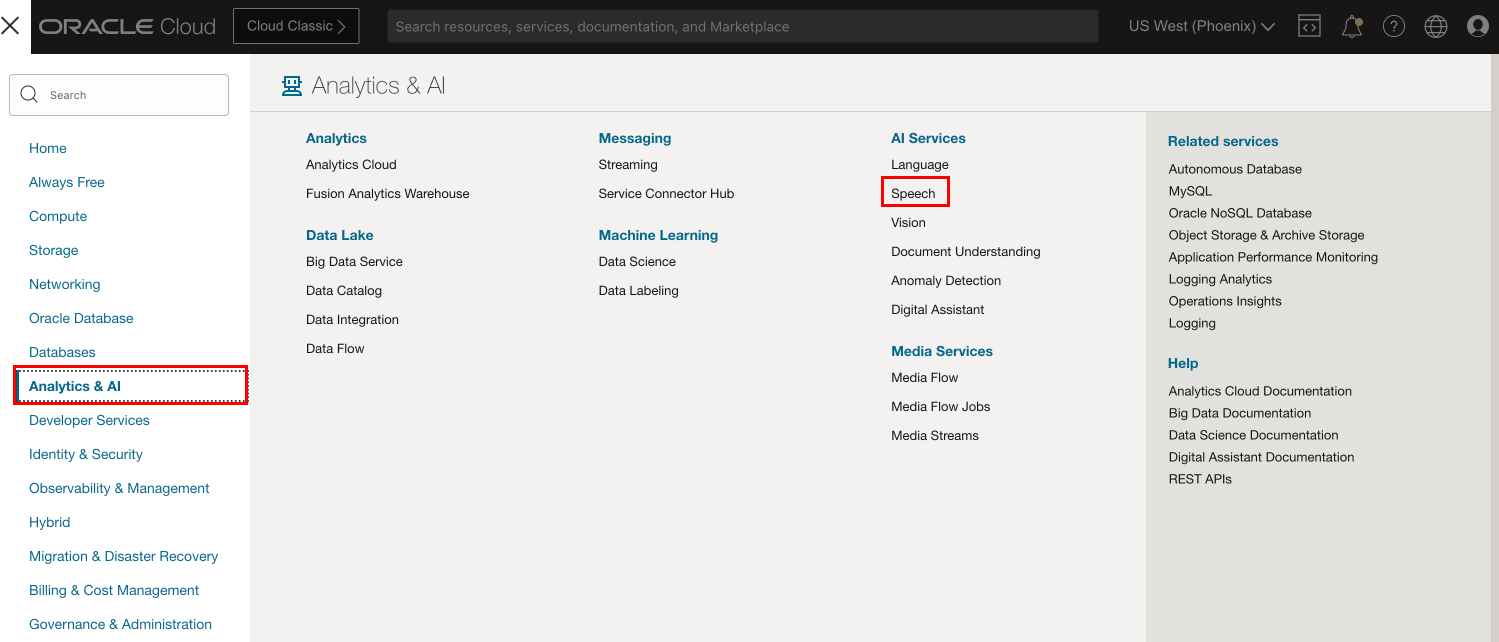 ORACLE Cloud
Cloud Classic
Search resources, services, documentation, and Marketplace
US West (Phoenix)
Search
Home
Always Free
Compute
Storage
Networking
Oracle Database
Databases
Analytics & AI
Developer Services
Identity & Security
Observability & Management
Hybrid
Migration & Disaster Recovery
Billing & Cost Management
Governance & Administration
Analytics & AI
Analytics
Analytics Cloud
Fusion Analytics Warehouse
Data Lake
Big Data Service
Data Catalog
Data Integration
Data Flow
Messaging
Streaming
Service Connector Hub
Machine Learning
Data Science
Data Labeling
AI Services
Language
Speech
Vision
Document Understanding
Anomaly Detection
Digital Assistant
Media Services
Media Flow
Media Flow Jobs
Media Streams
Related services
Autonomous Database
MySQL
Oracle NoSQL Database
Object Storage & Archive Storage
Application Performance Monitoring
Logging Analytics
Operations Insights
Logging
Help
Analytics Cloud Documentation
Big Data Documentation
Data Science Documentation
Digital Assistant Documentation
REST APIs